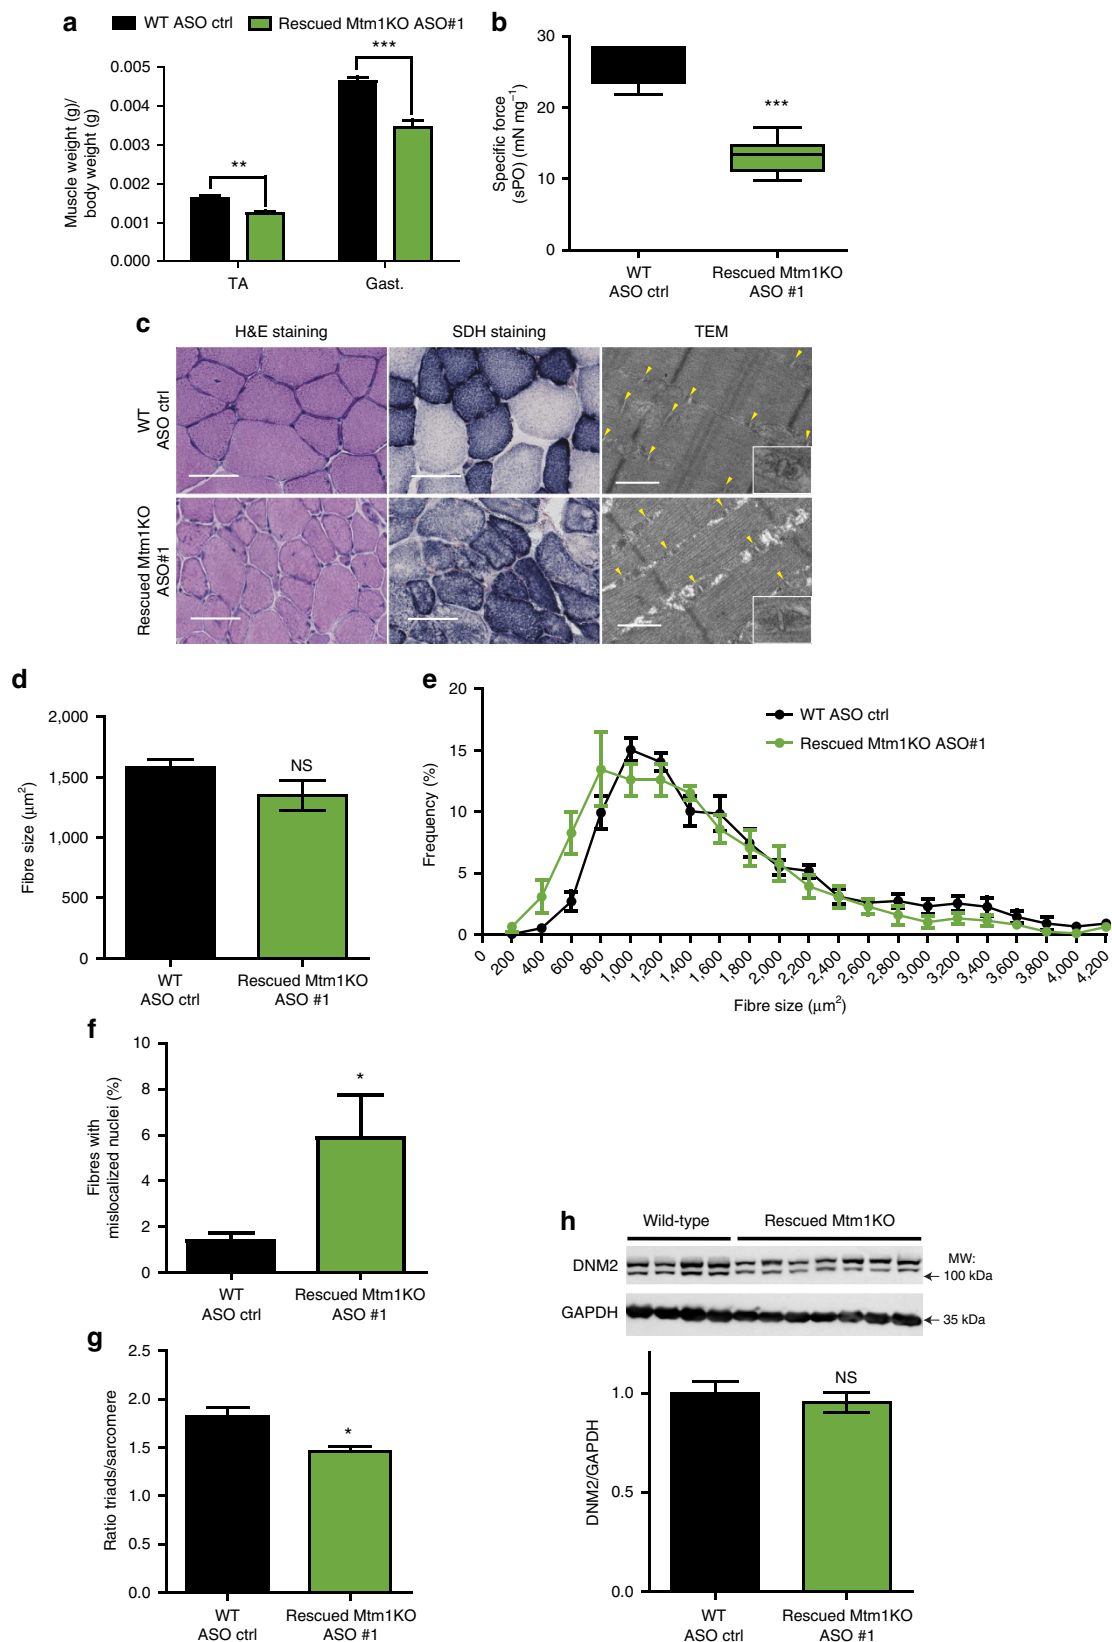 a
WT ASO ctrl
Rescued Mtm1KO ASO#1
Muscle weight (g)/
body weight (g)
0.005
0.004
0.003
0.002
0.001
0.000
**
***
TA
Gast.
b
Specific force
(sPO) (mN mg−1)
30
20
10
0
***
WT
ASO ctrl
Rescued Mtm1KO
ASO #1
c
H&E staining
SDH staining
TEM
WT
ASO ctrl
Rescued Mtm1KO
ASO#1
d
Fibre size (μm2)
2,000
1,500
1,000
500
0
NS
WT
ASO ctrl
Rescued Mtm1KO
ASO #1
e
Frequency (%)
20
15
10
5
0
WT ASO ctrl
Rescued Mtm1KO ASO#1
0 200 400 600 800 1,000 1,200 1,400 1,600 1,800 2,000 2,200 2,400 2,600 2,800 3,000 3,200 3,400 3,600 3,800 4,000 4,200
Fibre size (μm2)
f
Fibres with
mislocalized nuclei (%)
10
8
6
4
2
0
*
WT
ASO ctrl
Rescued Mtm1KO
ASO #1
g
Ratio triads/sarcomere
2.5
2.0
1.5
1.0
0.5
0.0
*
WT
ASO ctrl
Rescued Mtm1KO
ASO #1
h
Wild-type
Rescued Mtm1KO
DNM2
MW:
100 kDa
GAPDH
35 kDa
DNM2/GAPDH
1.0
0.5
0.0
NS
WT
ASO ctrl
Rescued Mtm1KO
ASO #1